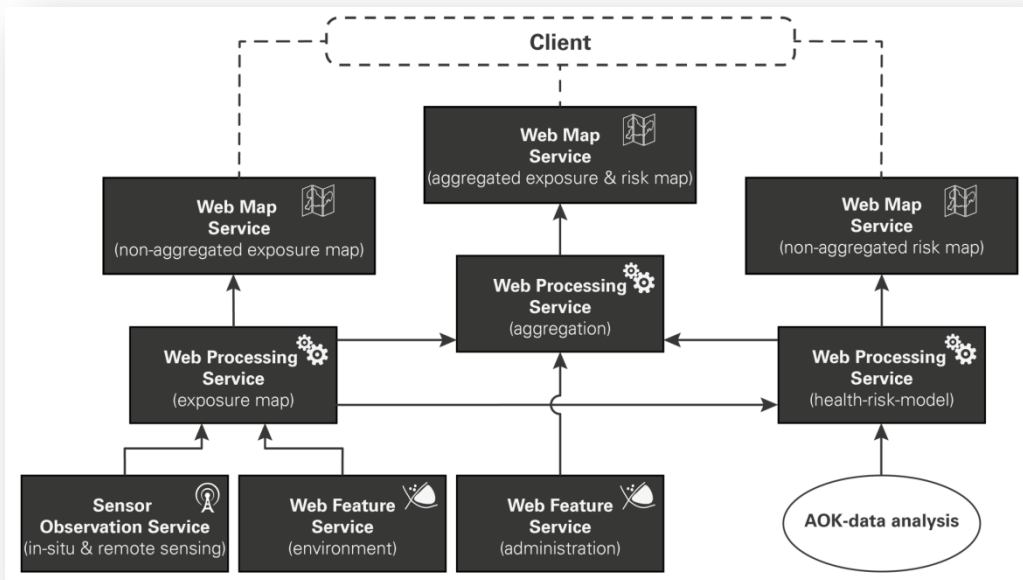 Client
Web Map
Service
(aggregated exposure & risk map)
Web Map
Service
(non-aggregated exposure map)
Web Map
Service
(non-aggregated risk map)
Web Processing
Service
(aggregation)
Web Processing
Service
(exposure map)
Web Processing
Service
(health-risk-model)
Sensor
Observation Service
(in-situ & remote sensing)
Web Feature
Service
(environment)
Web Feature
Service
(administration)
AOK-data analysis